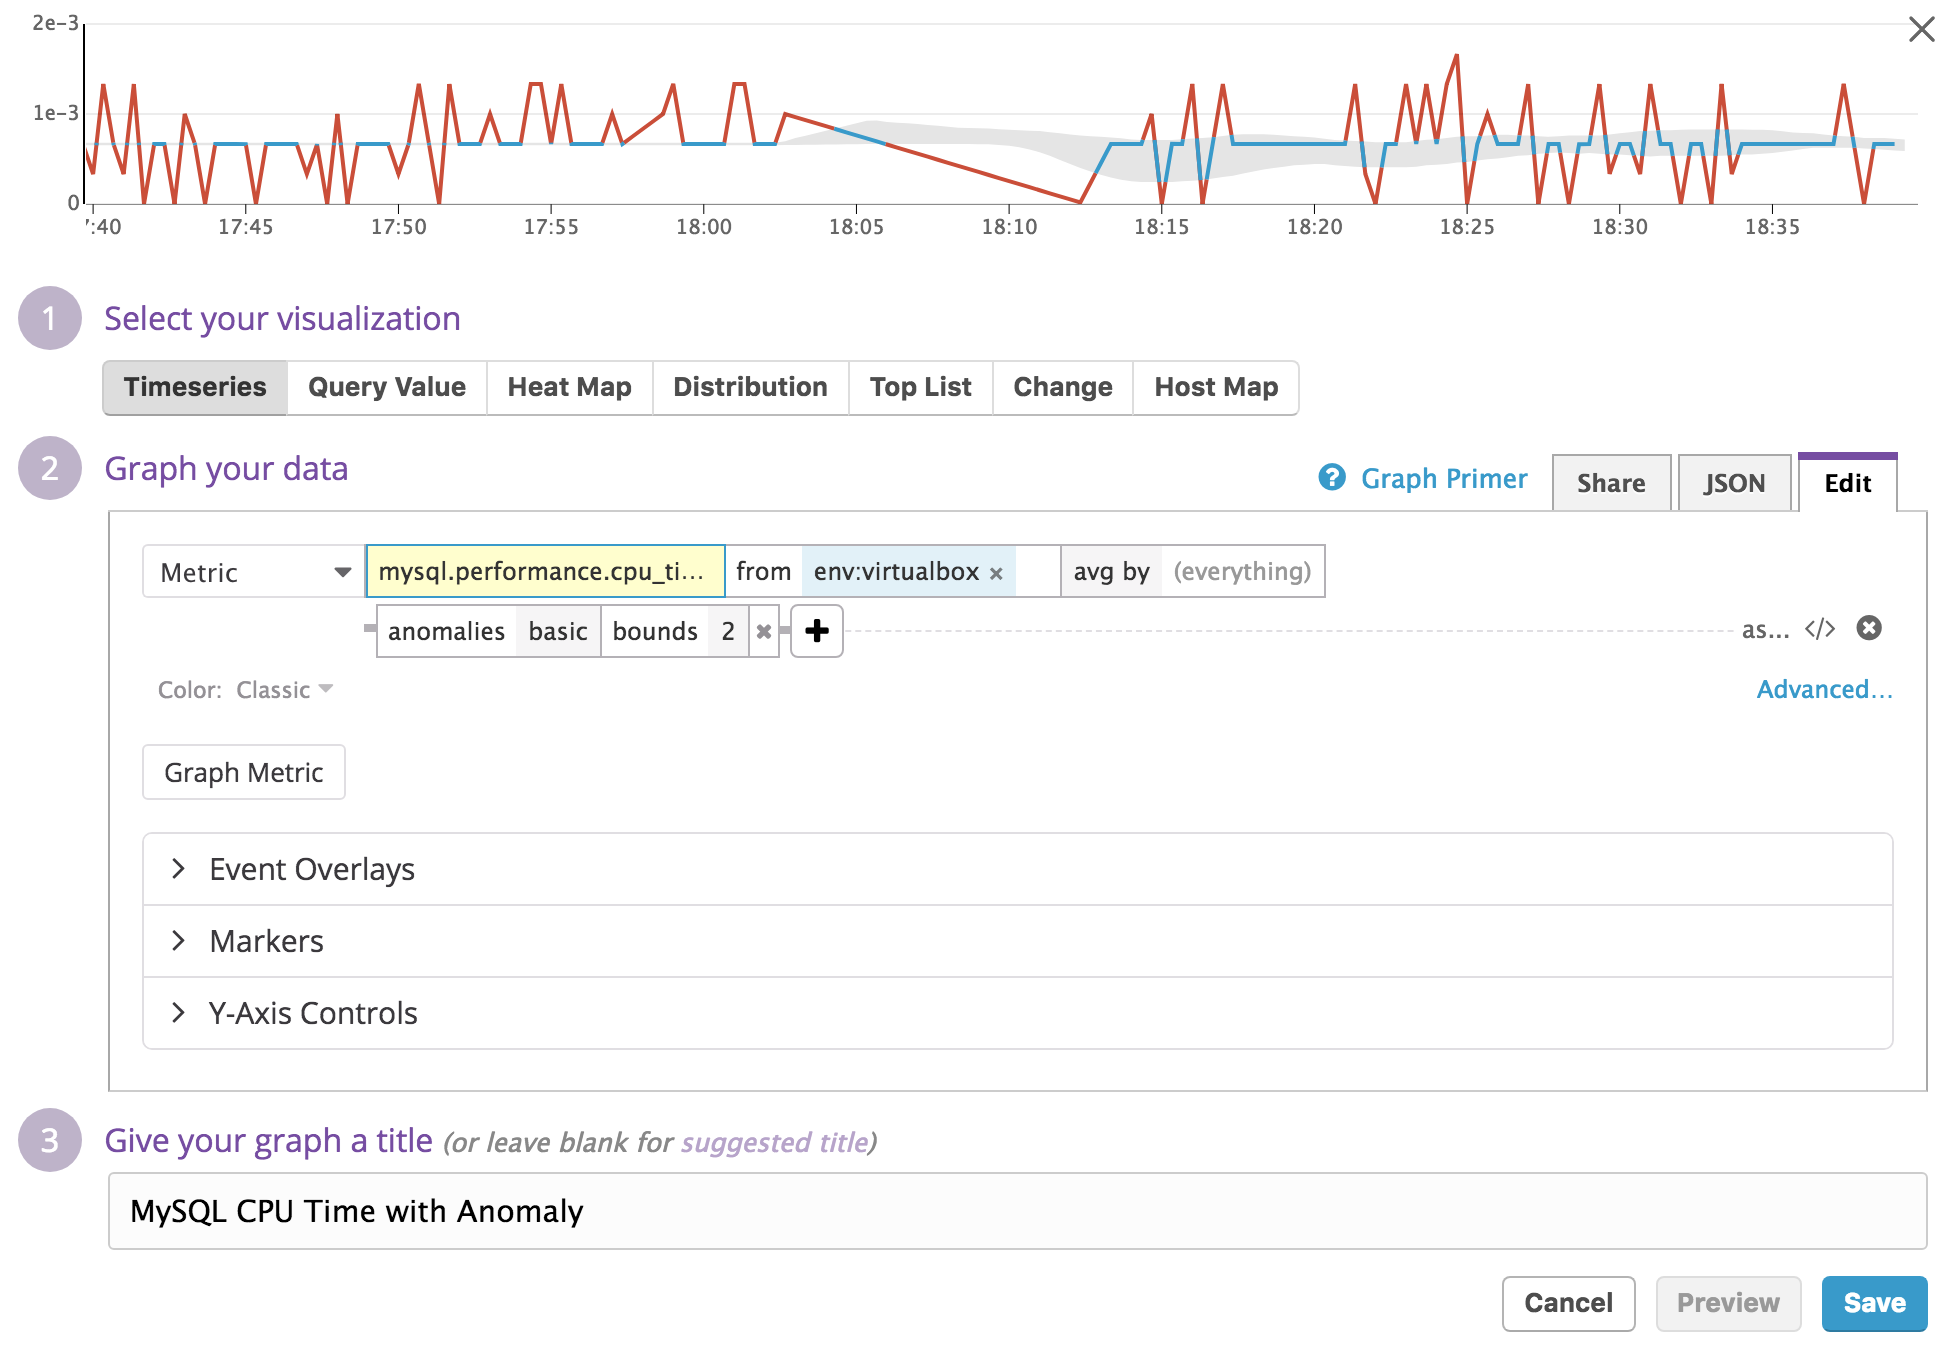 2e-3
1e-3
0
':40 17:45 17:50 17:55 18:00 18:05 18:10 18:15 18:20 18:25 18:30 18:35
1 Select your visualization
Timeseries Query Value Heat Map Distribution Top List Change Host Map
2 Graph your data
? Graph Primer Share JSON Edit
Metric mysql.performance.cpu_ti... from env:virtualbox × avg by (everything)
anomalies basic bounds 2 × + as... </>
Color: Classic Advanced...
Graph Metric
Event Overlays
Markers
Y-Axis Controls
3 Give your graph a title (or leave blank for suggested title)
MySQL CPU Time with Anomaly
Cancel Preview Save